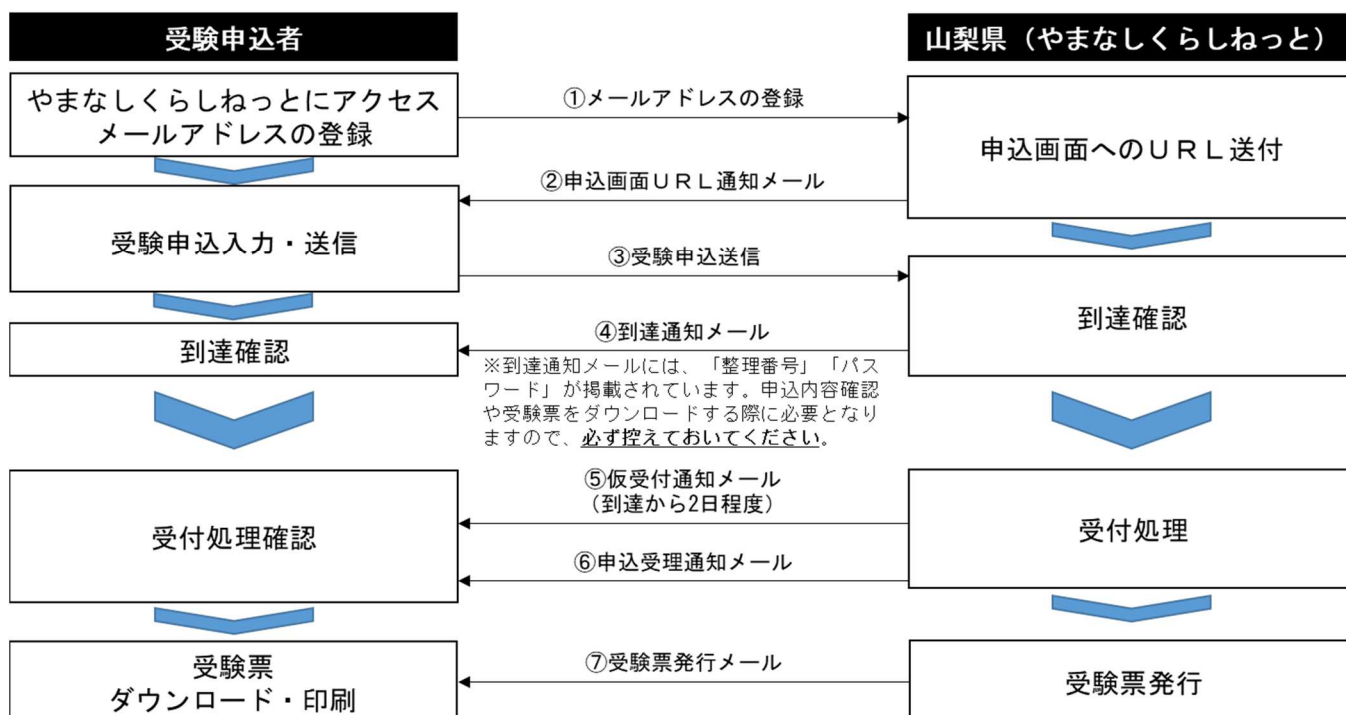 受験申込者
山梨県（やまなしくらしねっと）
やまなしくらしねっとにアクセス
メールアドレスの登録
①メールアドレスの登録
申込画面へのＵＲＬ送付
②申込画面ＵＲＬ通知メール
受験申込入力・送信
③受験申込送信
到達確認
④到達通知メール
到達確認
※到達通知メールには、「整理番号」「パス
ワード」が掲載されています。申込内容確認
や受験票をダウンロードする際に必要となり
ますので、必ず控えておいてください。
⑤仮受付通知メール
（到達から2日程度）
受付処理確認
受付処理
⑥申込受理通知メール
受験票
ダウンロード・印刷
⑦受験票発行メール
受験票発行